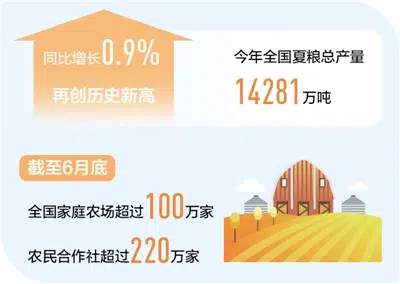 同比增长0.9%
再创历史新高
今年全国夏粮总产量
14281万吨
截至6月底
全国家庭农场超过100万家
农民合作社超过220万家